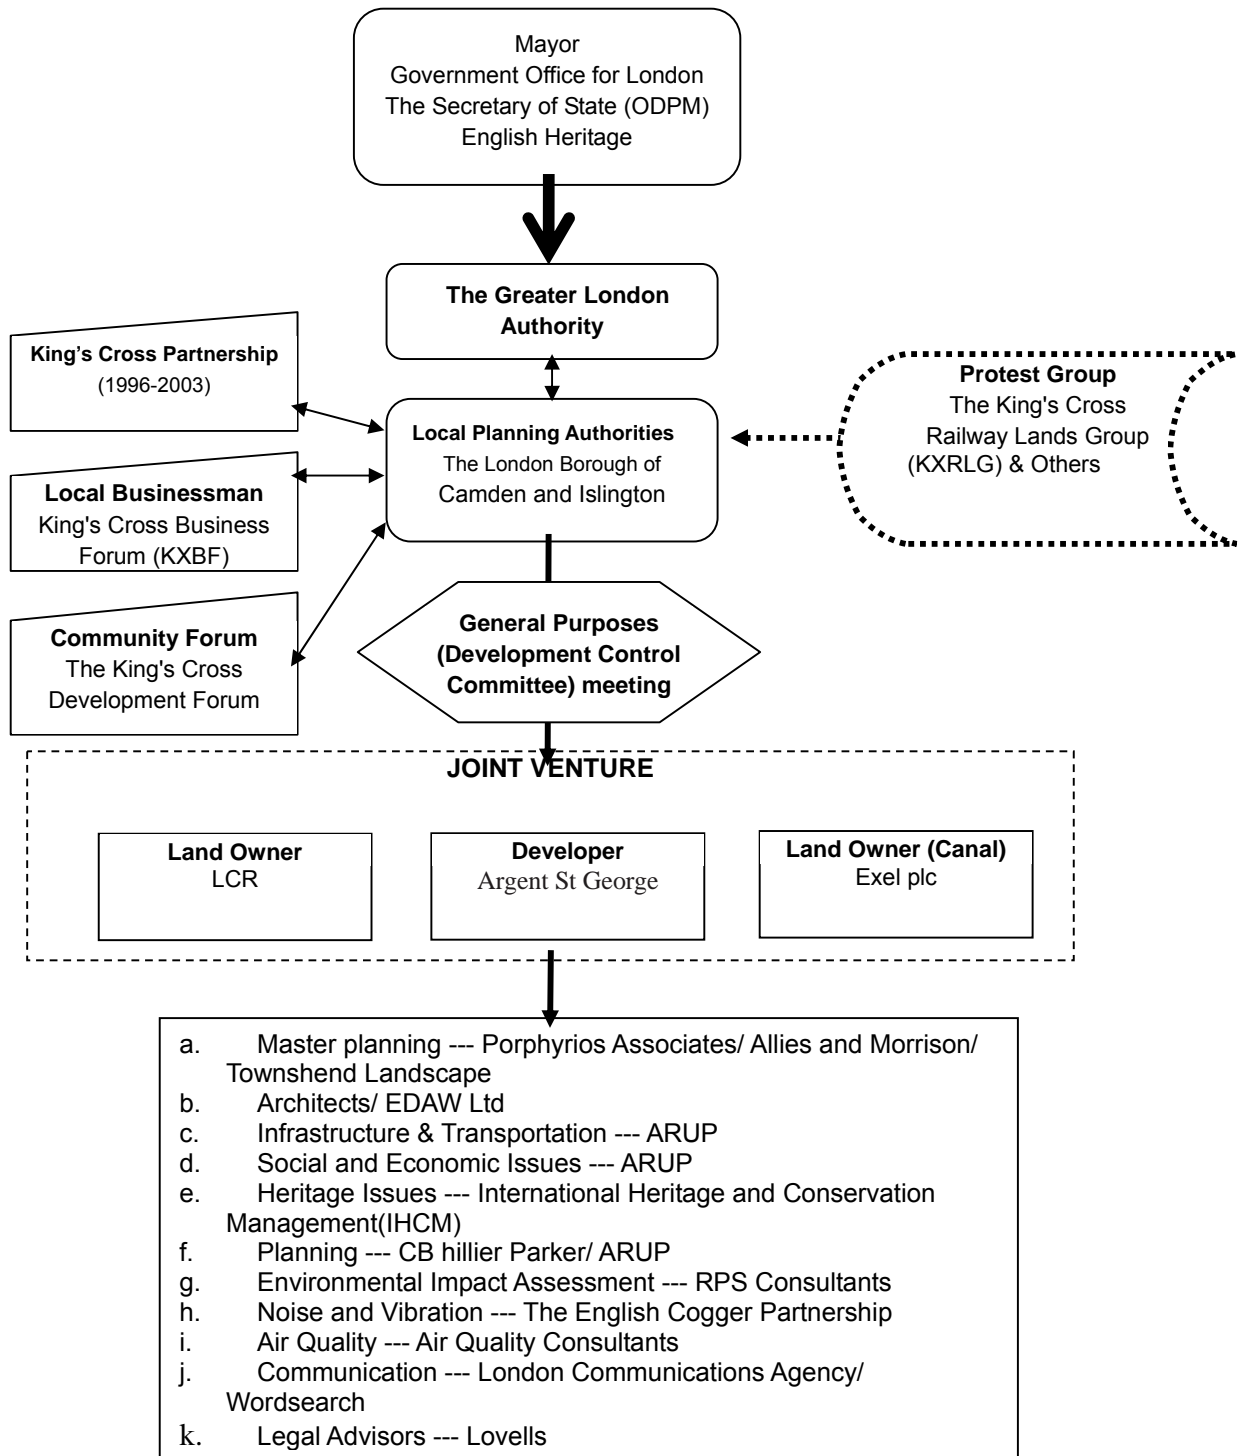 Mayor
Government Office for London
The Secretary of State (ODPM)
English Heritage
The Greater London
Authority
King’s Cross Partnership
(1996-2003)
Local Businessman
King's Cross Business
Forum (KXBF)
Community Forum
The King's Cross
Development Forum
Local Planning Authorities
The London Borough of
Camden and Islington
Protest Group
The King's Cross
Railway Lands Group
(KXRLG) & Others
General Purposes
(Development Control
Committee) meeting
JOINT VENTURE
Land Owner
LCR
Developer
Argent St George
Land Owner (Canal)
Exel plc
a. Master planning --- Porphyrios Associates/ Allies and Morrison/
Townshend Landscape
b. Architects/ EDAW Ltd
c. Infrastructure & Transportation --- ARUP
d. Social and Economic Issues --- ARUP
e. Heritage Issues --- International Heritage and Conservation
Management(IHCM)
f. Planning --- CB hillier Parker/ ARUP
g. Environmental Impact Assessment --- RPS Consultants
h. Noise and Vibration --- The English Cogger Partnership
i. Air Quality --- Air Quality Consultants
j. Communication --- London Communications Agency/
Wordsearch
k. Legal Advisors --- Lovells